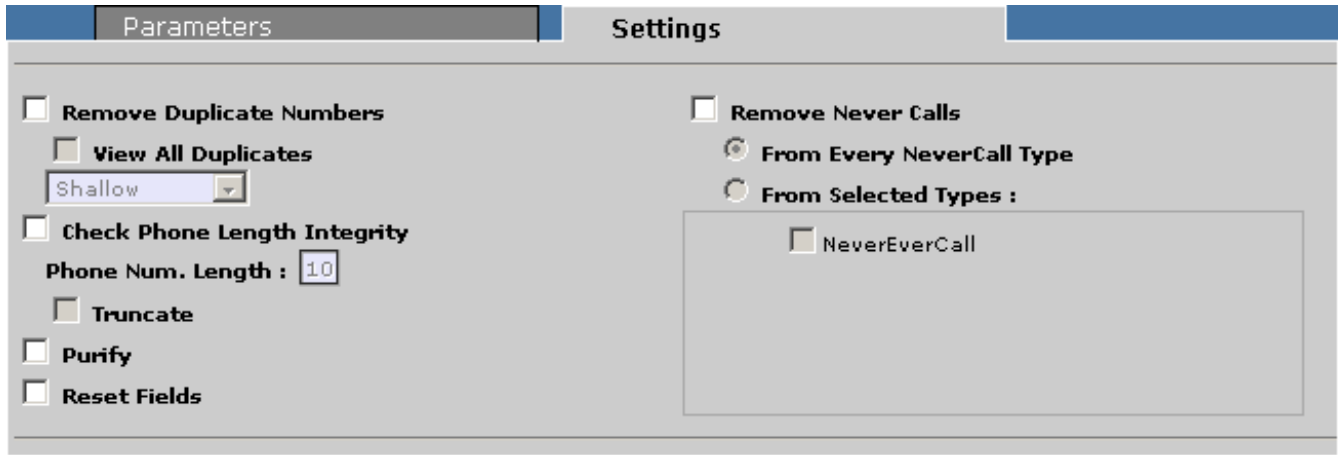 Parameters
Settings
Remove Duplicate Numbers
View All Duplicates
Shallow
Check Phone Length Integrity
Phone Num. Length : 10
Truncate
Purify
Reset Fields
Remove Never Calls
From Every NeverCall Type
From Selected Types :
NeverEverCall